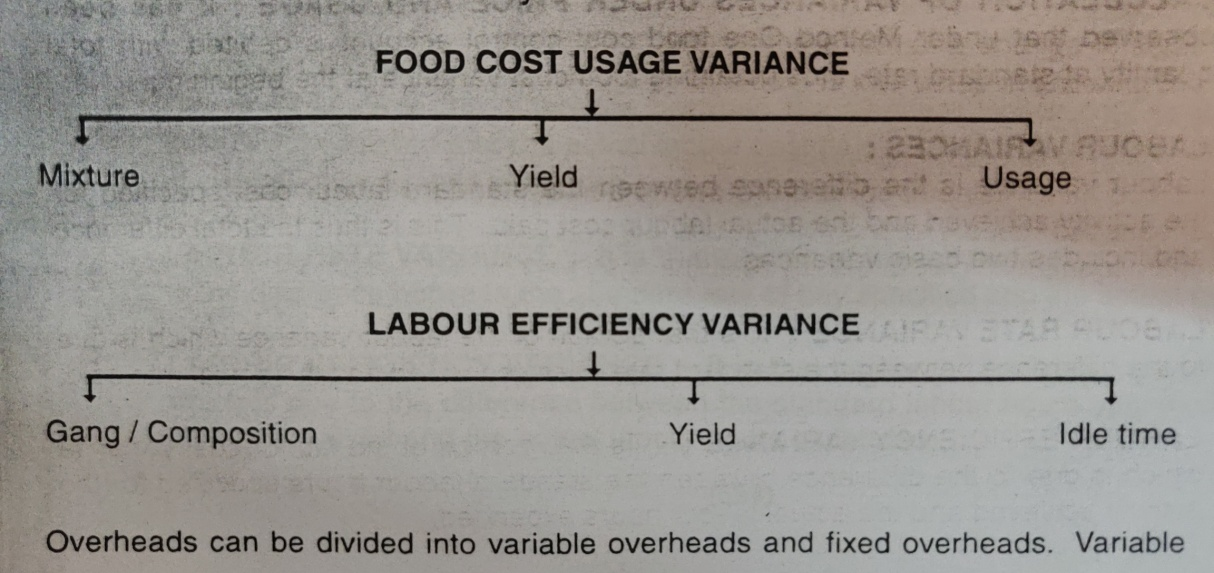 FOOD COST USAGE VARIANCE
Mixture Yield Usage
LABOUR EFFICIENCY VARIANCE
Gang / Composition Yield Idle time
Overheads can be divided into variable overheads and fixed overheads. Variable